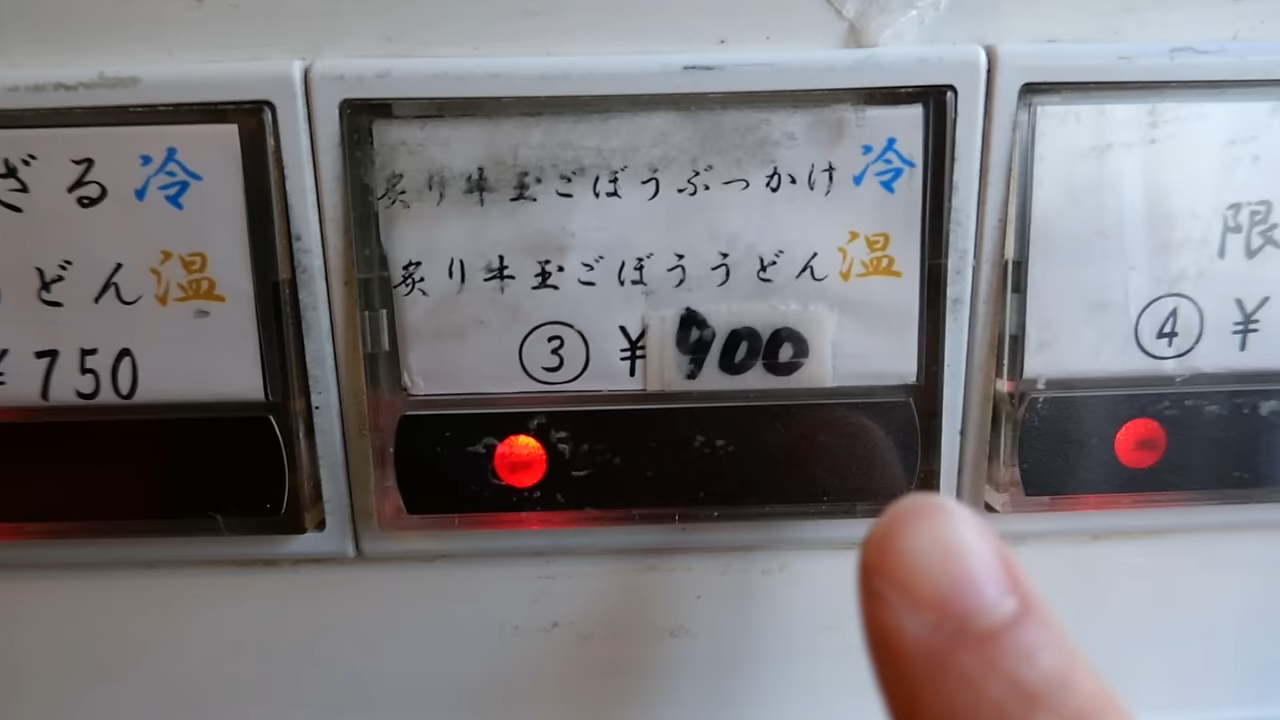 ざる 冷
どん 温
¥750
炙り牛玉ごぼうぶっかけ 冷
炙り牛玉ごぼううどん 温
③ ¥900
限
④ ¥